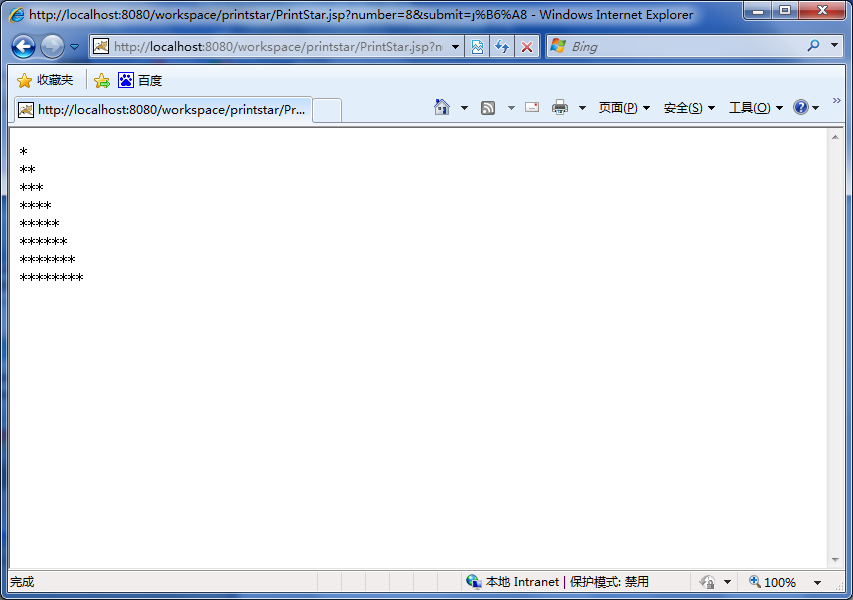 http://localhost:8080/workspace/printstar/PrintStar.jsp?number=8&submit=j%B6%A8 - Windows Internet Explorer
http://localhost:8080/workspace/printstar/PrintStar.jsp?n
Bing
收藏夹 百度
http://localhost:8080/workspace/printstar/Pr... 页面(P) 安全(S) 工具(O)
*
**
***
****
*****
******
*******
********
完成 本地 Intranet | 保护模式: 禁用 100%